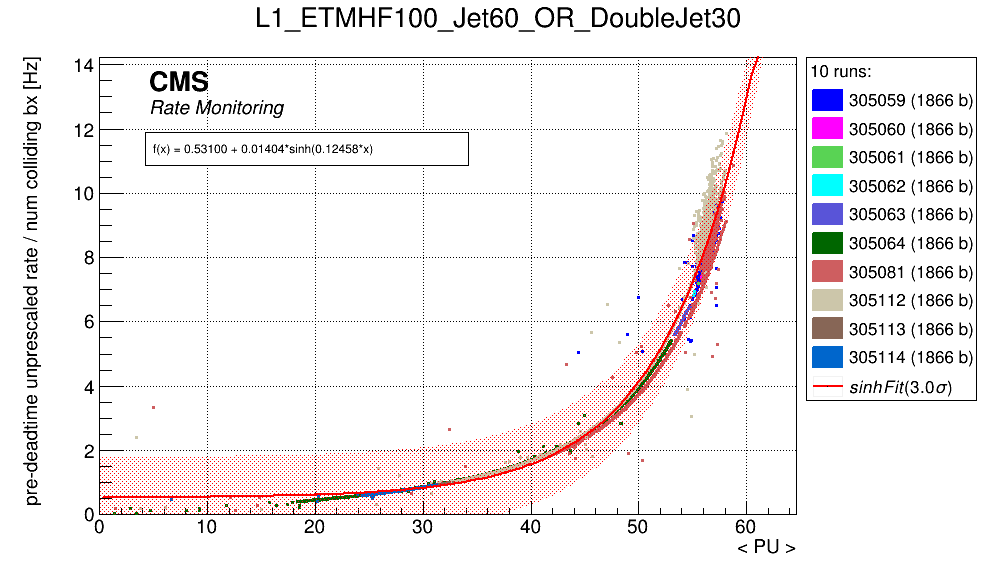 L1_ETMHF100_Jet60_OR_DoubleJet30
pre-deadtime unprescaled rate / num colliding bx [Hz]
14
12
10
8
6
4
2
0
CMS
Rate Monitoring
f(x) = 0.53100 + 0.01404*sinh(0.12458*x)
0 10 20 30 40 50 60
< PU >
10 runs:
305059 (1866 b)
305060 (1866 b)
305061 (1866 b)
305062 (1866 b)
305063 (1866 b)
305064 (1866 b)
305081 (1866 b)
305112 (1866 b)
305113 (1866 b)
305114 (1866 b)
sinhFit(3.0σ)